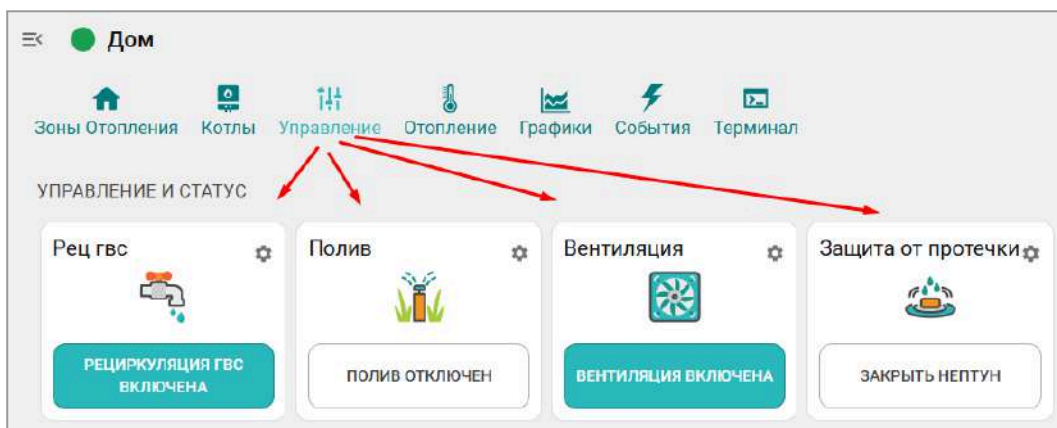 Дом
Зоны Отопления Котлы Управление Отопление Графики События Терминал
УПРАВЛЕНИЕ И СТАТУС
Рец гвс Полив Вентиляция Защита от протечки
РЕЦИРКУЛЯЦИЯ ГВС
ВКЛЮЧЕНА
ПОЛИВ ОТКЛЮЧЕН
ВЕНТИЛЯЦИЯ ВКЛЮЧЕНА
ЗАКРЫТЬ НЕПТУН